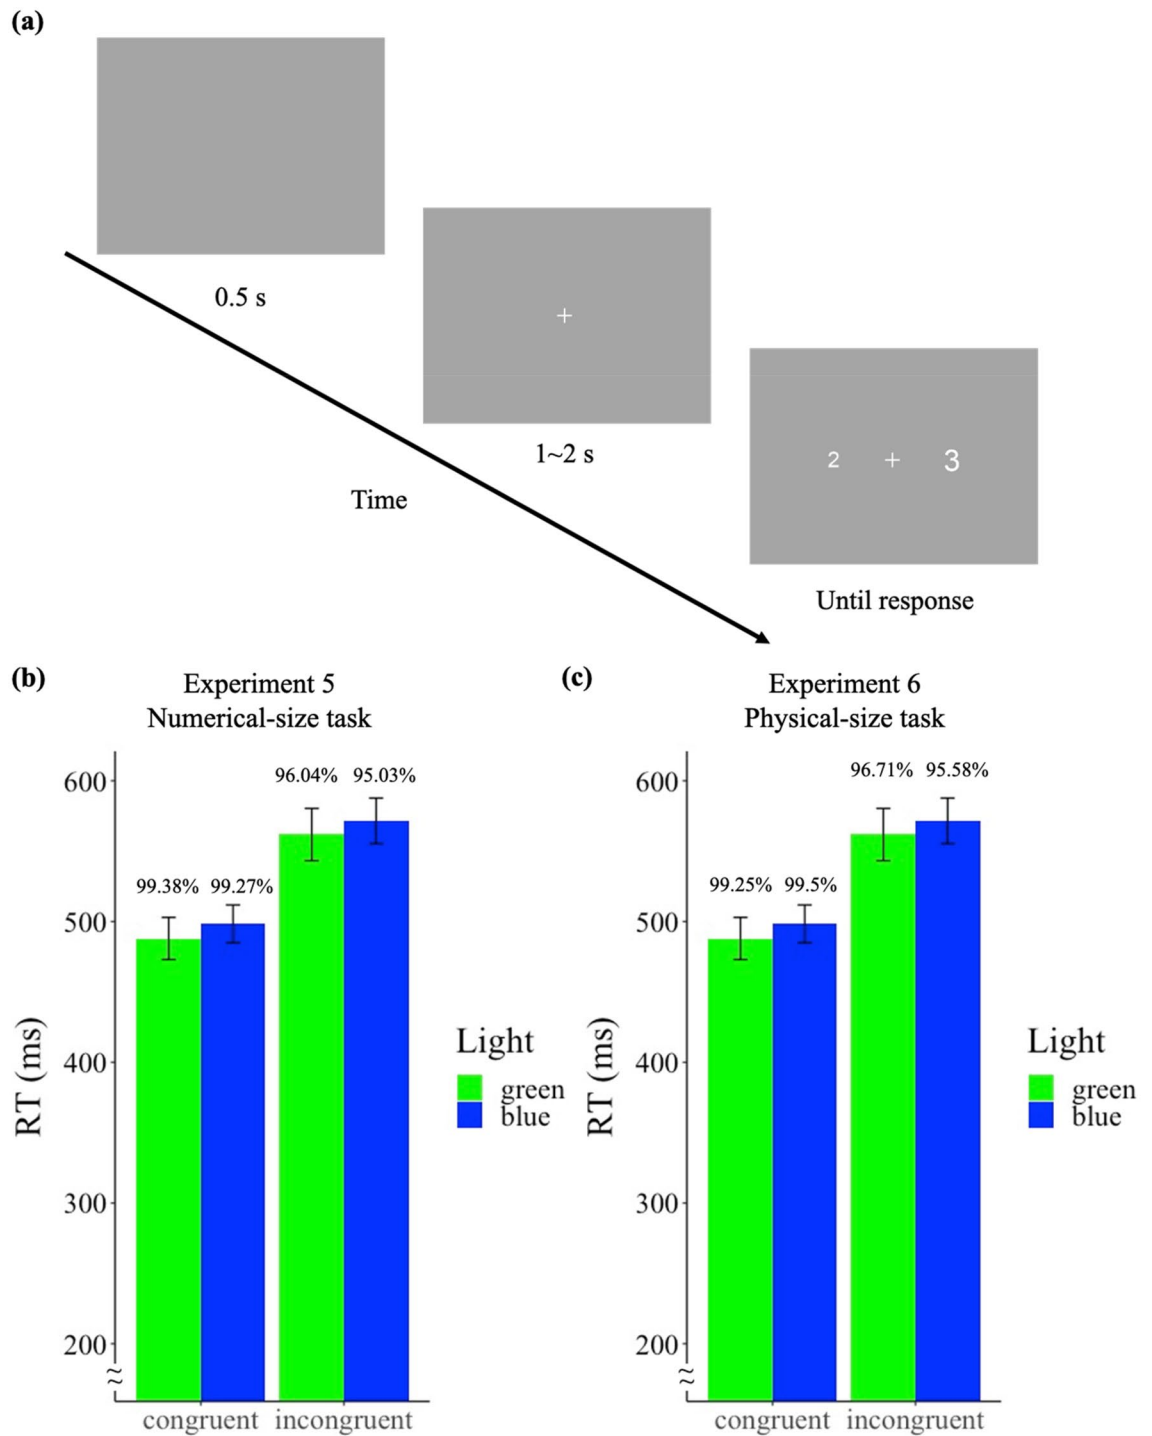 (a)
0.5 s
+
1~2 s
2 + 3
Time
Until response
(b)
Experiment 5
Numerical-size task
600
500
400
300
200
≈
RT (ms)
96.04% 95.03%
99.38% 99.27%
Light
green
blue
congruent incongruent
(c)
Experiment 6
Physical-size task
600
500
400
300
200
≈
RT (ms)
96.71% 95.58%
99.25% 99.5%
Light
green
blue
congruent incongruent